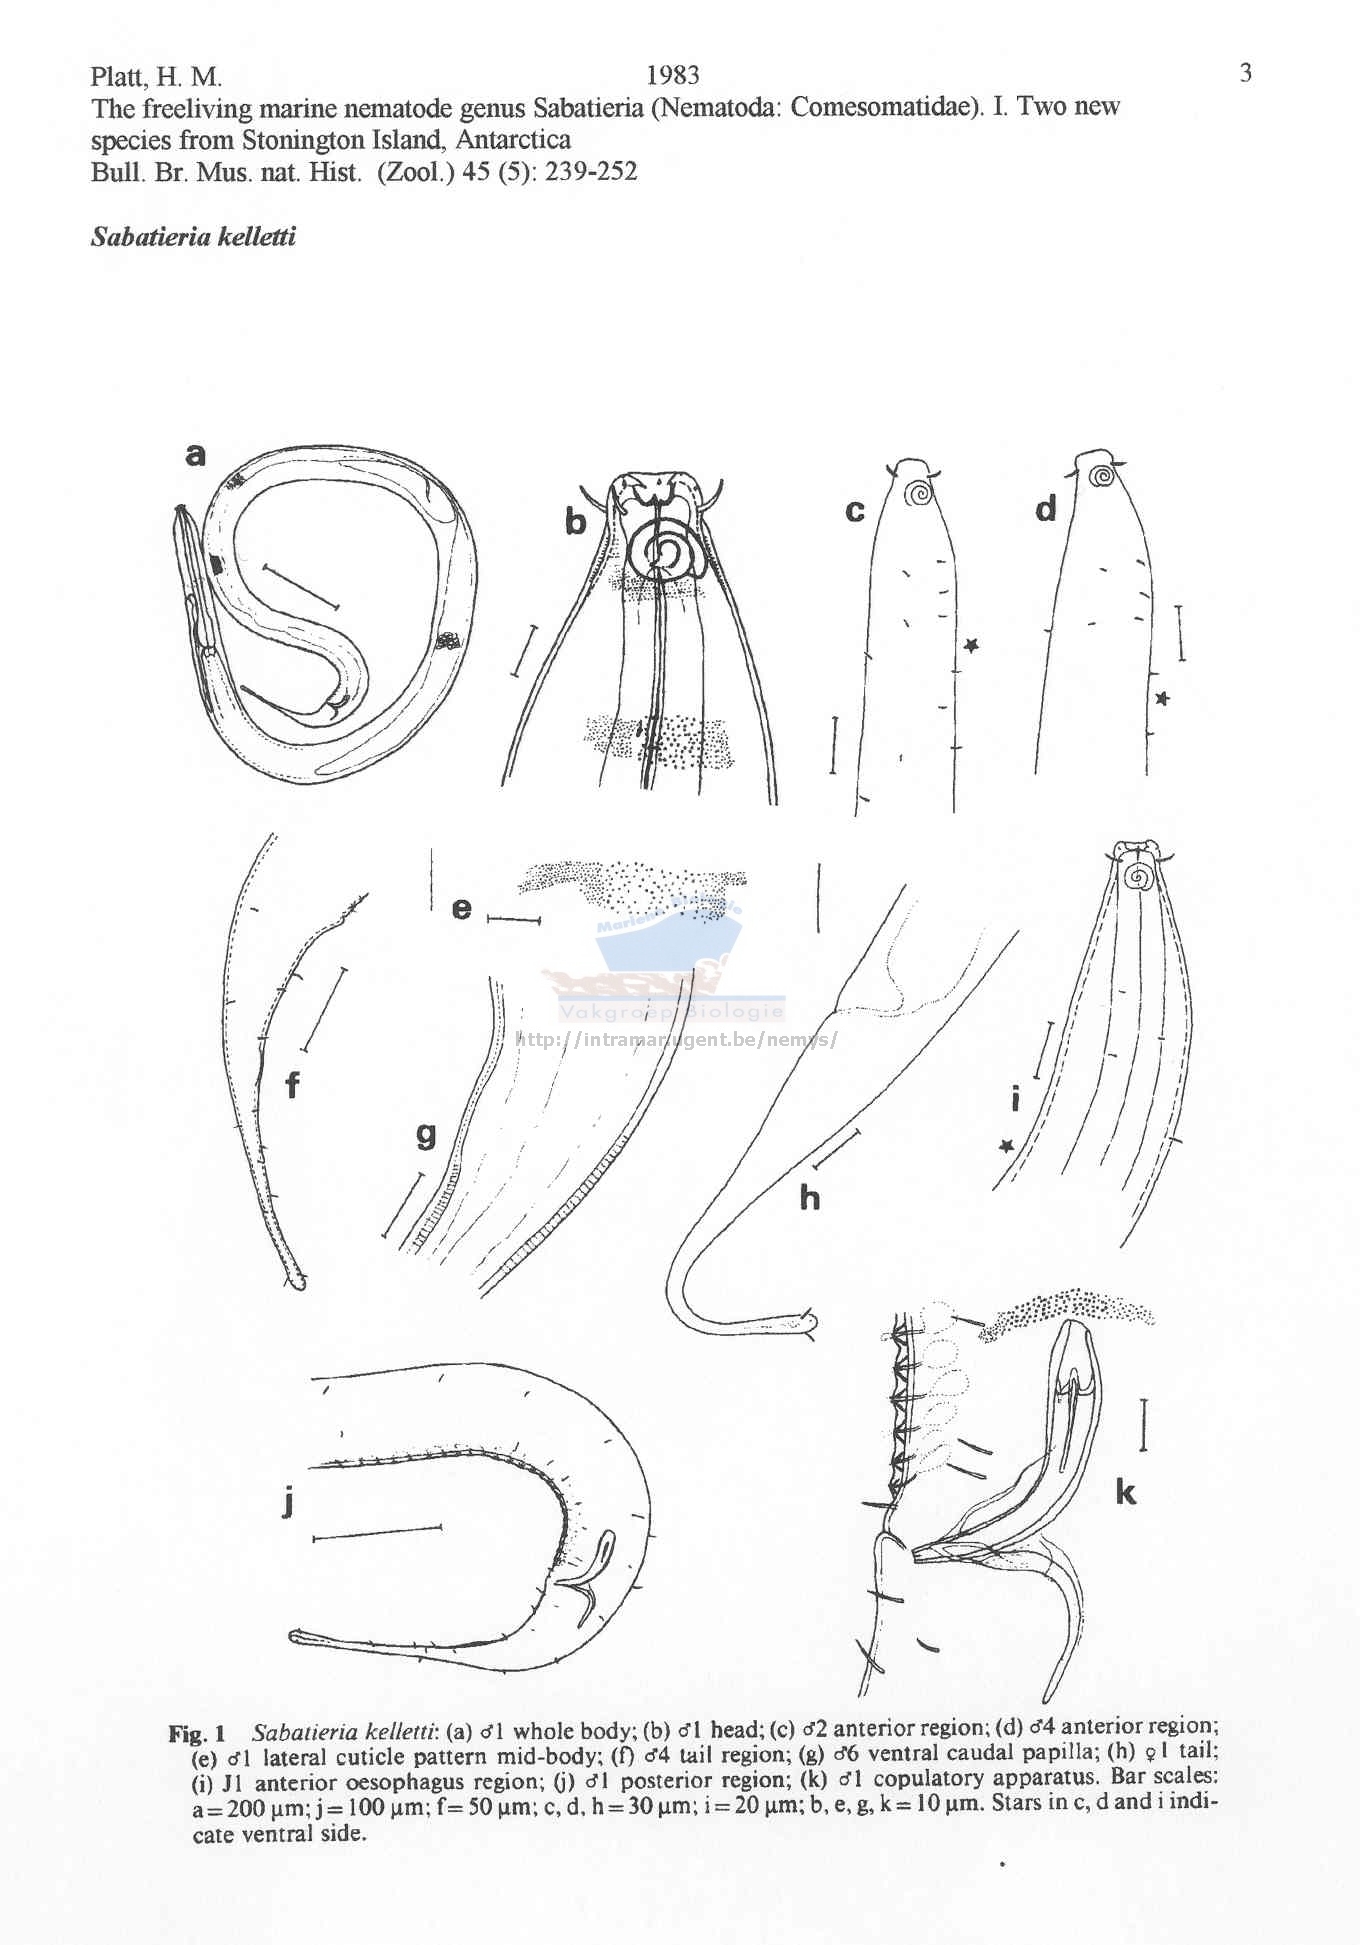 Platt, H. M. 1983 3
The freeliving marine nematode genus Sabatieria (Nematoda: Comesomatidae). I. Two new
species from Stonington Island, Antarctica
Bull. Br. Mus. nat. Hist. (Zool.) 45 (5): 239-252
Sabatieria kelletti
a
b
c
d
e
Mariene Biologie
Vakgroep Biologie
http://intramar.ugent.be/nemys/
f
g
h
i
j
k
Fig. 1 Sabatieria kelletti: (a) ♂1 whole body; (b) ♂1 head; (c) ♂2 anterior region; (d) ♂4 anterior region;
(e) ♂1 lateral cuticle pattern mid-body; (f) ♂4 tail region; (g) ♂6 ventral caudal papilla; (h) ♀1 tail;
(i) J1 anterior oesophagus region; (j) ♂1 posterior region; (k) ♂1 copulatory apparatus. Bar scales:
a=200 µm; j=100 µm; f=50 µm; c, d, h=30 µm; i=20 µm; b, e, g, k=10 µm. Stars in c, d and i indi-
cate ventral side.